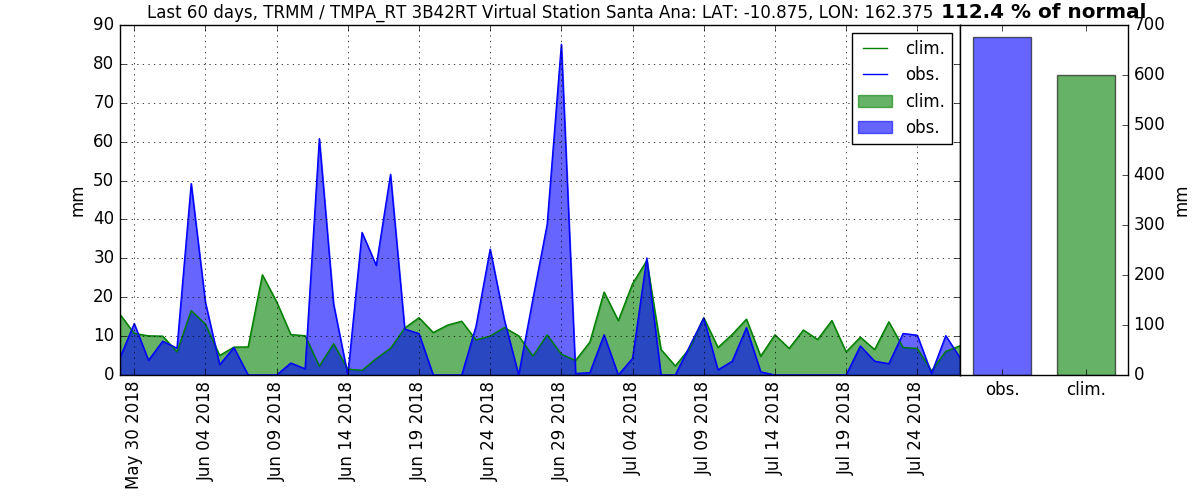 Last 60 days, TRMM / TMPA_RT 3B42RT Virtual Station Santa Ana: LAT: -10.875, LON: 162.375 112.4 % of normal
90
80
70
60
50
40
30
20
10
0
mm
clim.
obs.
clim.
obs.
May 30 2018
Jun 04 2018
Jun 09 2018
Jun 14 2018
Jun 19 2018
Jun 24 2018
Jun 29 2018
Jul 04 2018
Jul 09 2018
Jul 14 2018
Jul 19 2018
Jul 24 2018
700
600
500
400
300
200
100
0
mm
obs.
clim.